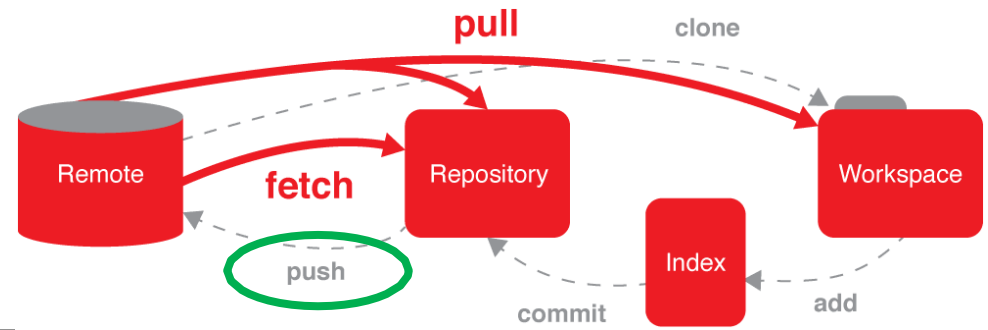 pull
clone
Remote
Repository
Workspace
fetch
push
Index
commit
add